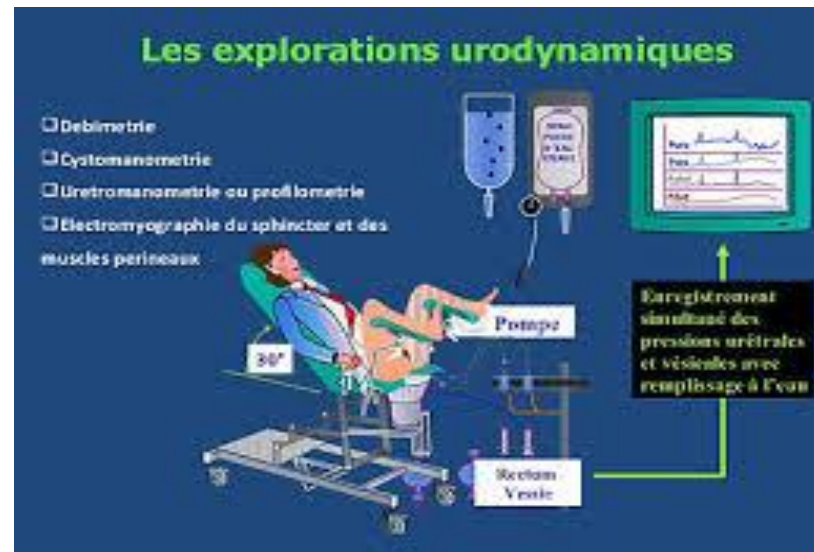 Les explorations urodynamiques
❑Debimetrie
❑Cystomanometrie
❑Uretromanometrie ou profilometrie
❑Electromyographie du sphincter et des
muscles perineaux
30°
Pompe
Enregistrement
simultané des
pressions urétrales
et vésicales avec
remplissage à l'eau
Rectum
Vessie